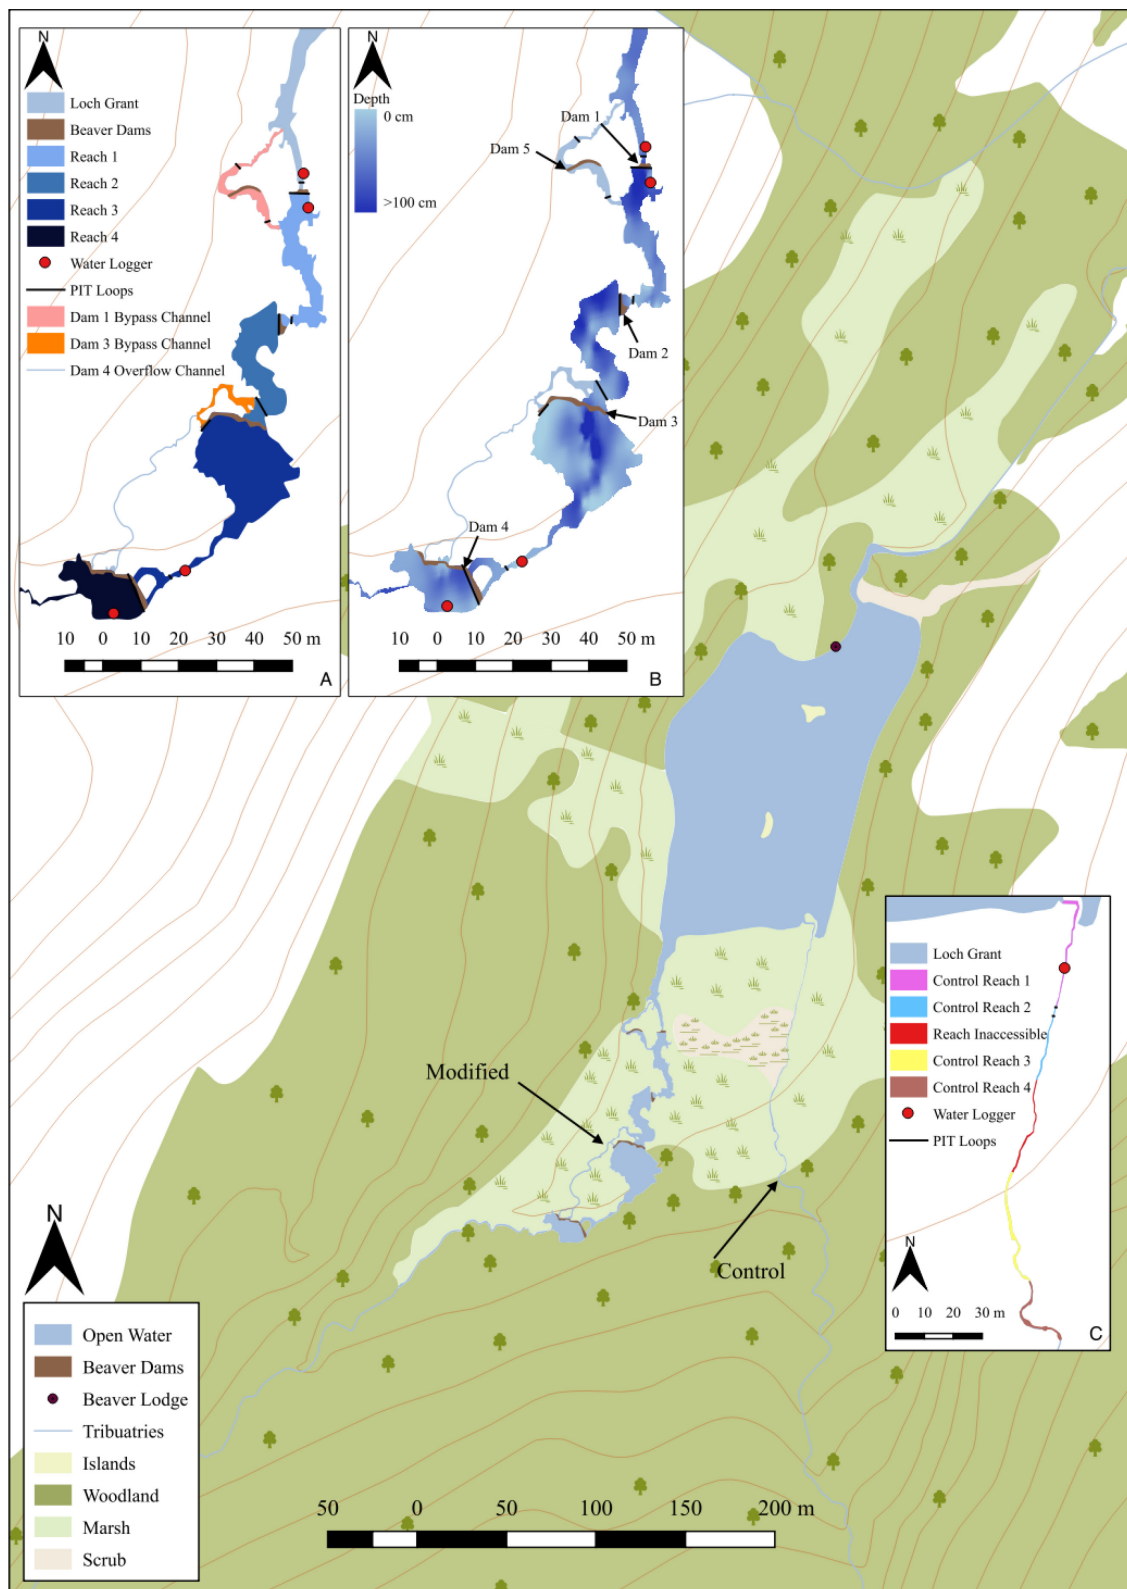 N
Loch Grant
Beaver Dams
Reach 1
Reach 2
Reach 3
Reach 4
Water Logger
PIT Loops
Dam 1 Bypass Channel
Dam 3 Bypass Channel
Dam 4 Overflow Channel
10 0 10 20 30 40 50 m
A
N
Depth
0 cm
>100 cm
Dam 1
Dam 5
Dam 2
Dam 3
Dam 4
10 0 10 20 30 40 50 m
B
Modified
Control
Loch Grant
Control Reach 1
Control Reach 2
Reach Inaccessible
Control Reach 3
Control Reach 4
Water Logger
PIT Loops
N
0 10 20 30 m
C
N
Open Water
Beaver Dams
Beaver Lodge
Tribuatries
Islands
Woodland
Marsh
Scrub
50 0 50 100 150 200 m